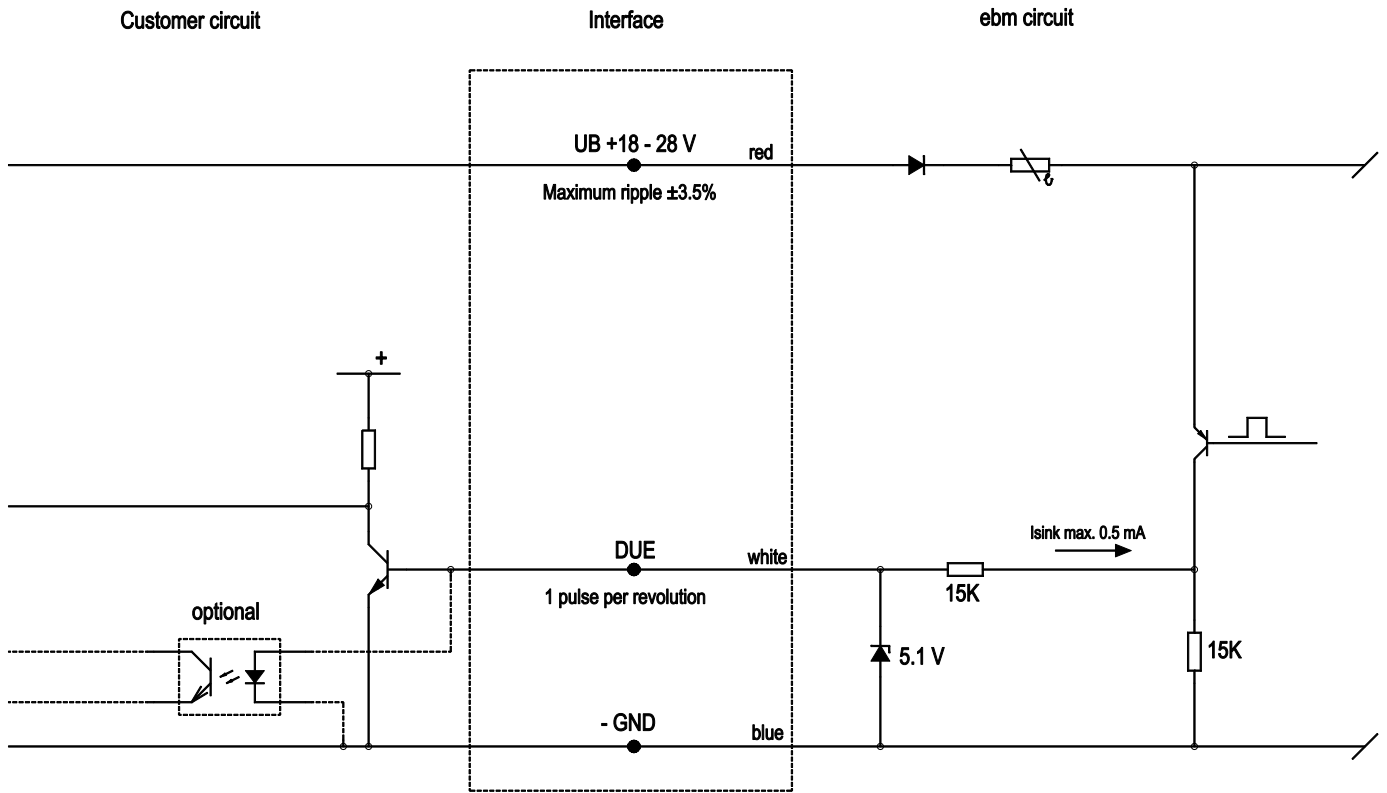 Customer circuit
Interface
ebm circuit
UB +18 - 28 V
red
Maximum ripple ±3.5%
+
Isink max. 0.5 mA
DUE
white
1 pulse per revolution
15K
optional
15K
5.1 V
- GND
blue